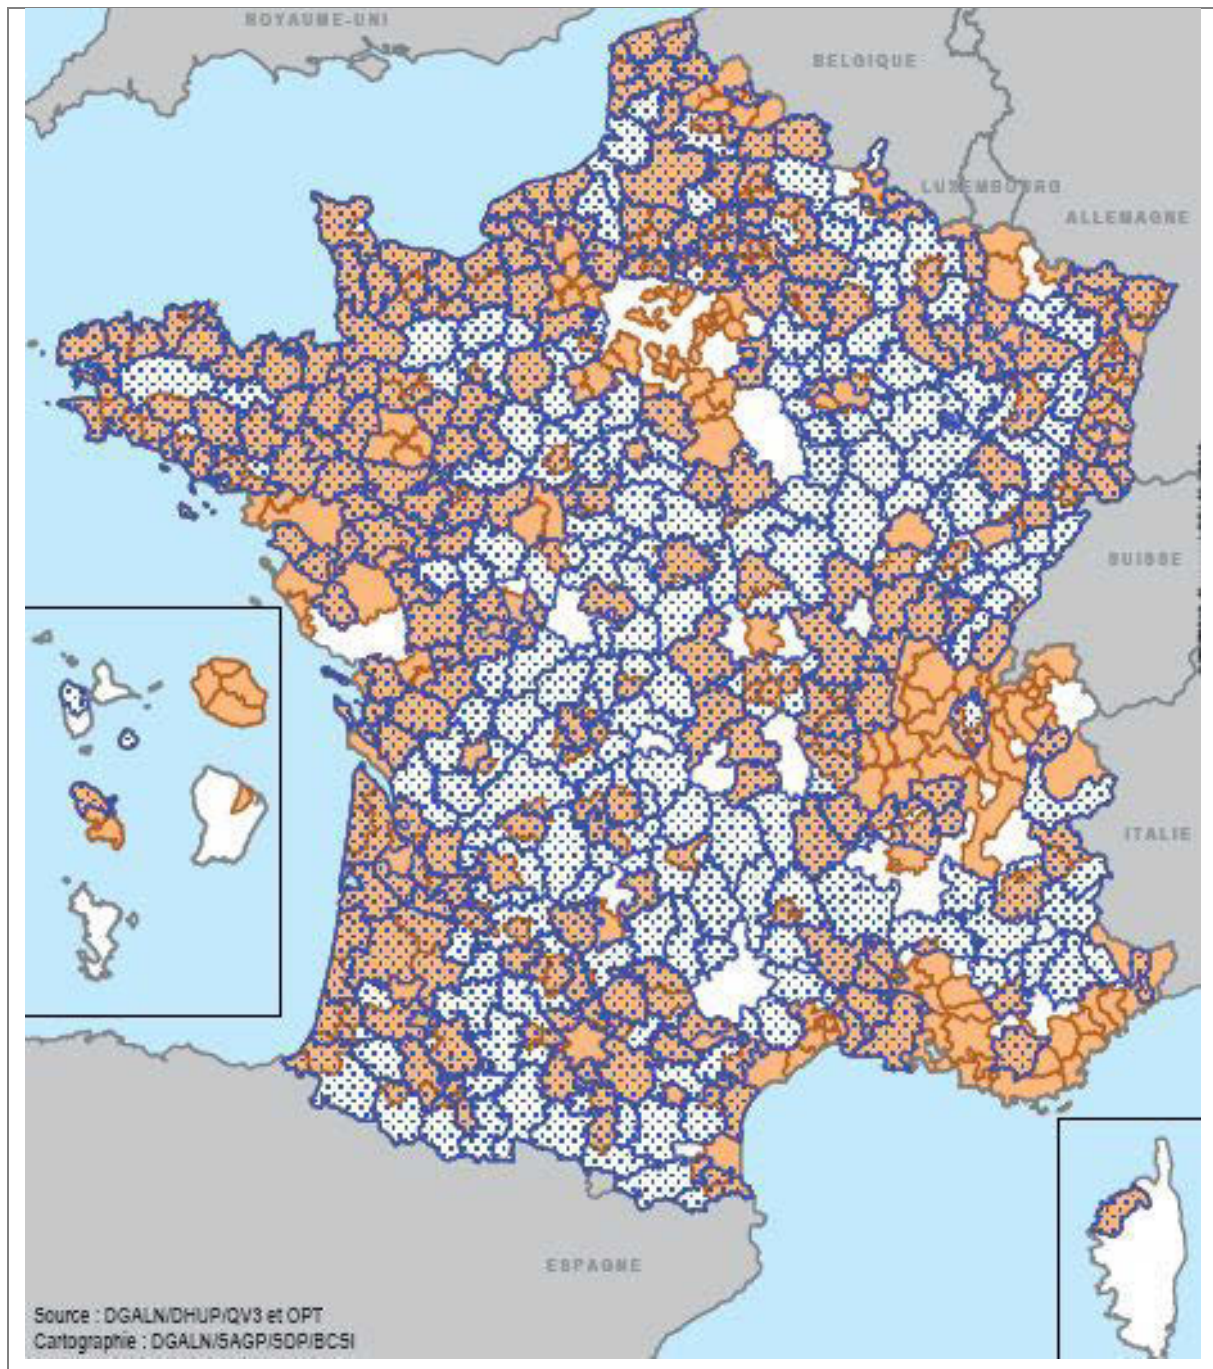 ROYAUME-UNI
BELGIQUE
LUXEMBOURG
ALLEMAGNE
SUISSE
ITALIE
ESPAGNE
Source : DGALN/DHUP/QV3 et OPT
Cartographie : DGALN/SAGP/SDP/BCSI